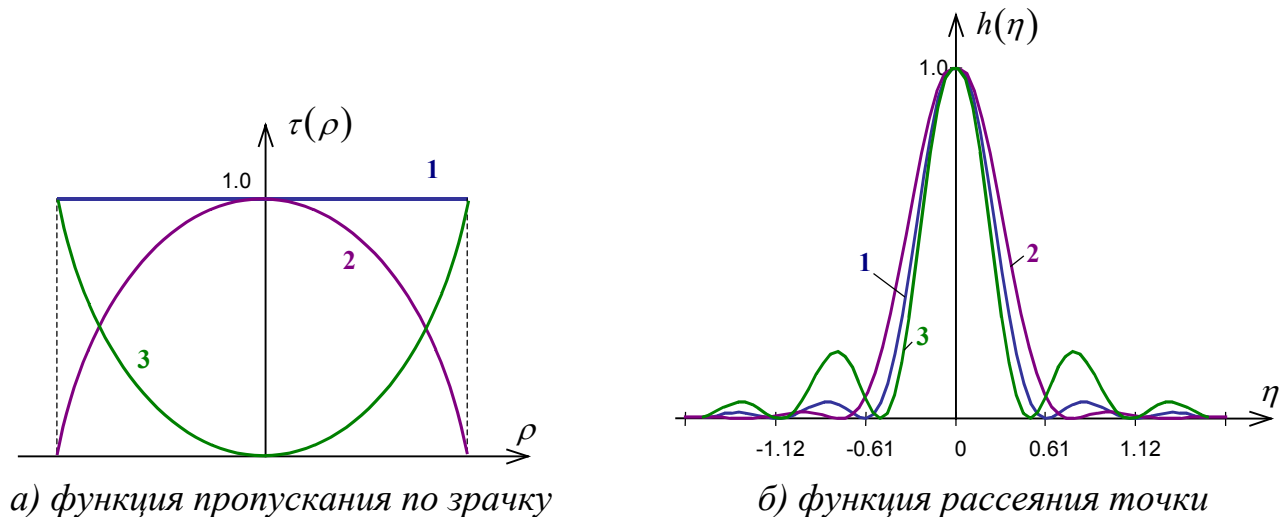 τ(ρ)
1.0
1
2
3
ρ
а) функция пропускания по зрачку
h(η)
1.0
1
2
3
η
-1.12 -0.61 0 0.61 1.12
б) функция рассеяния точки